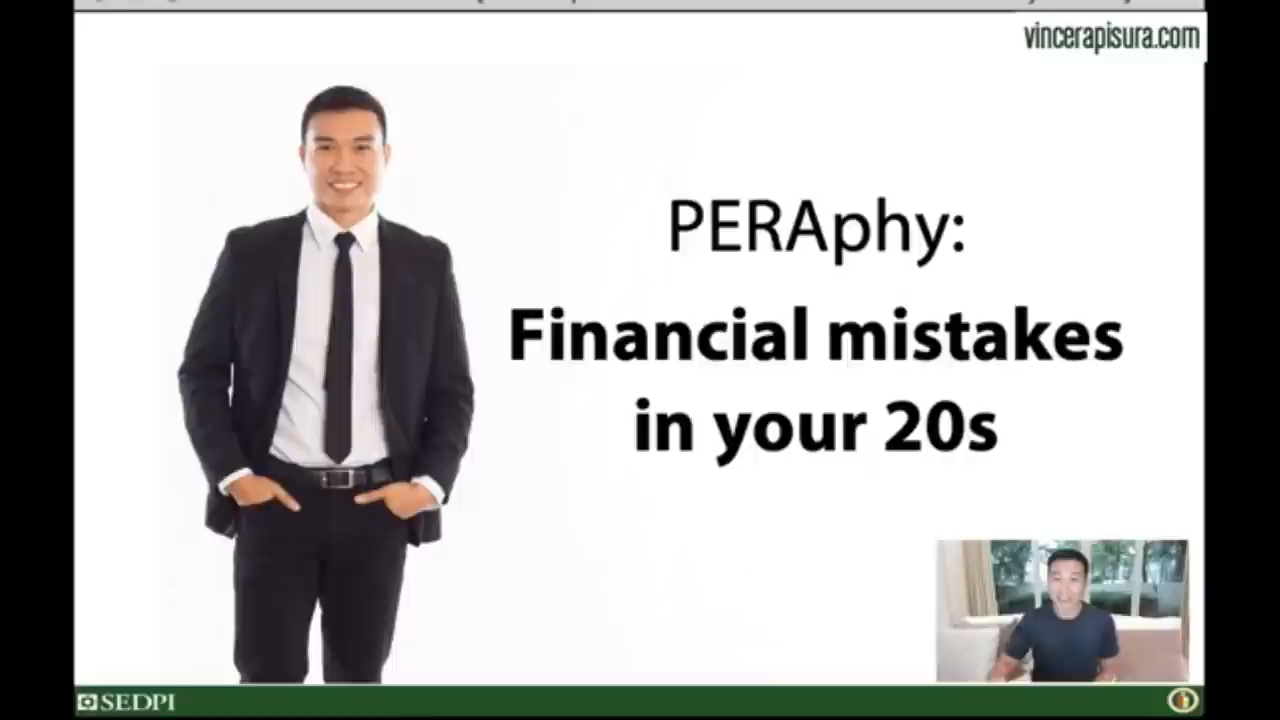 vincerapisura.com
PERAphy:
Financial mistakes
in your 20s
SEDPI